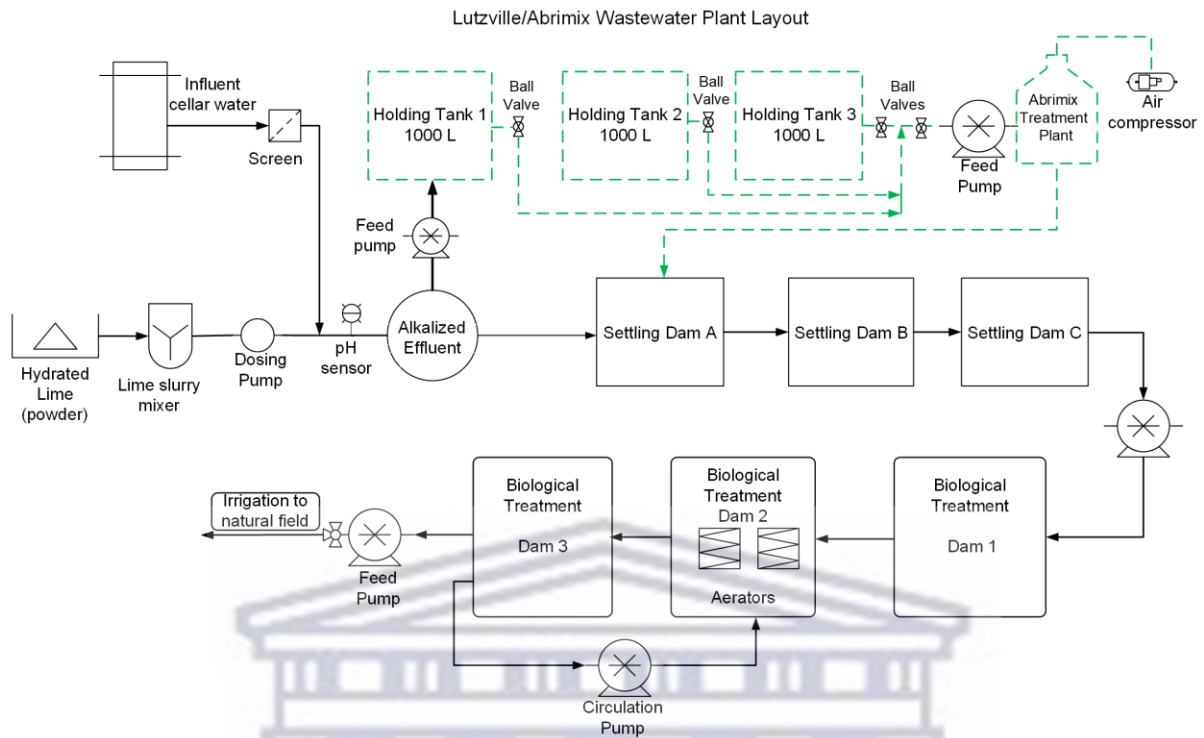 Lutzville/Abrimix Wastewater Plant Layout
Influent
cellar water
Screen
Holding Tank 1
1000 L
Ball
Valve
Holding Tank 2
1000 L
Ball
Valve
Holding Tank 3
1000 L
Ball
Valves
Feed
Pump
Abrimix
Treatment
Plant
Air
compressor
Feed
pump
Hydrated
Lime
(powder)
Lime slurry
mixer
Dosing
Pump
pH
sensor
Alkalized
Effluent
Settling Dam A
Settling Dam B
Settling Dam C
Irrigation to
natural field
Feed
Pump
Biological
Treatment
Dam 3
Biological
Treatment
Dam 2
Aerators
Biological
Treatment
Dam 1
Circulation
Pump